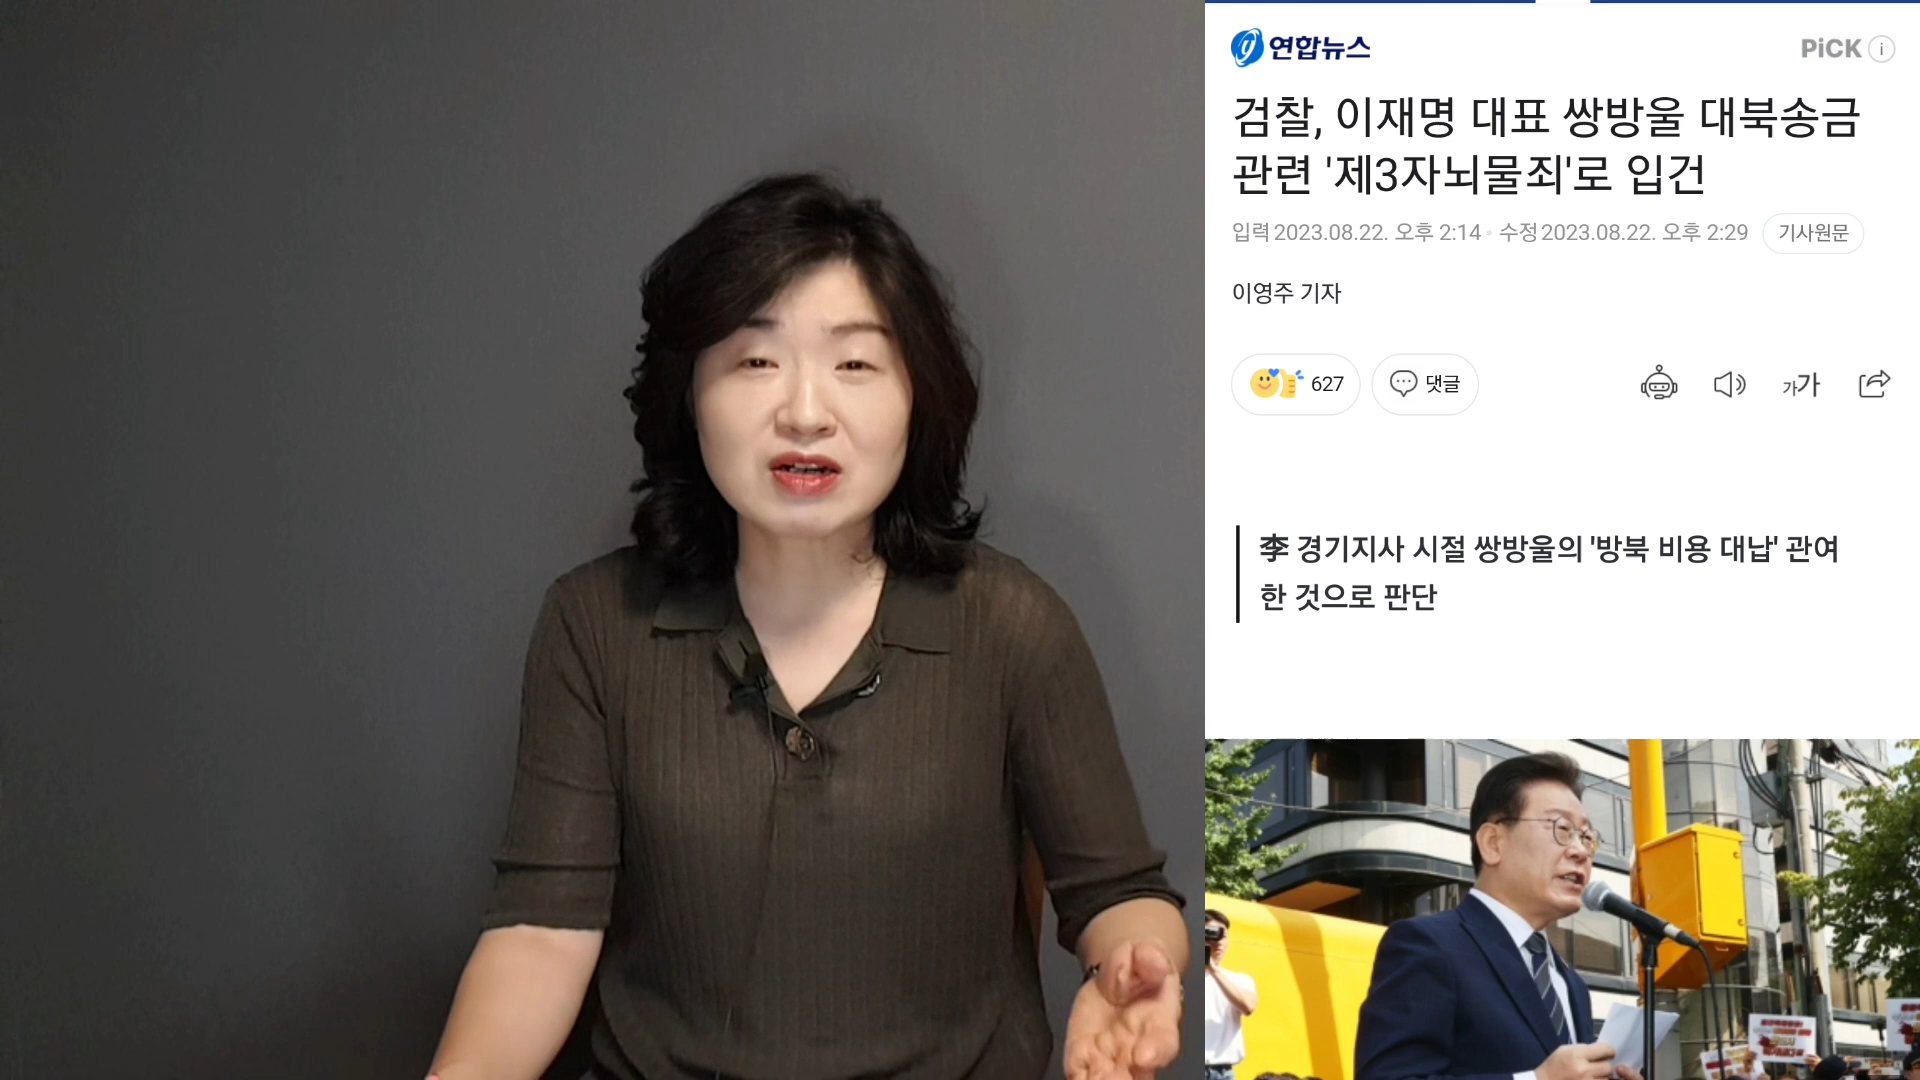 연합뉴스
PiCK i
검찰, 이재명 대표 쌍방울 대북송금
관련 '제3자뇌물죄'로 입건
입력 2023.08.22. 오후 2:14 · 수정 2023.08.22. 오후 2:29 기사원문
이영주 기자
627 댓글
가가
李 경기지사 시절 쌍방울의 '방북 비용 대납' 관여
한 것으로 판단